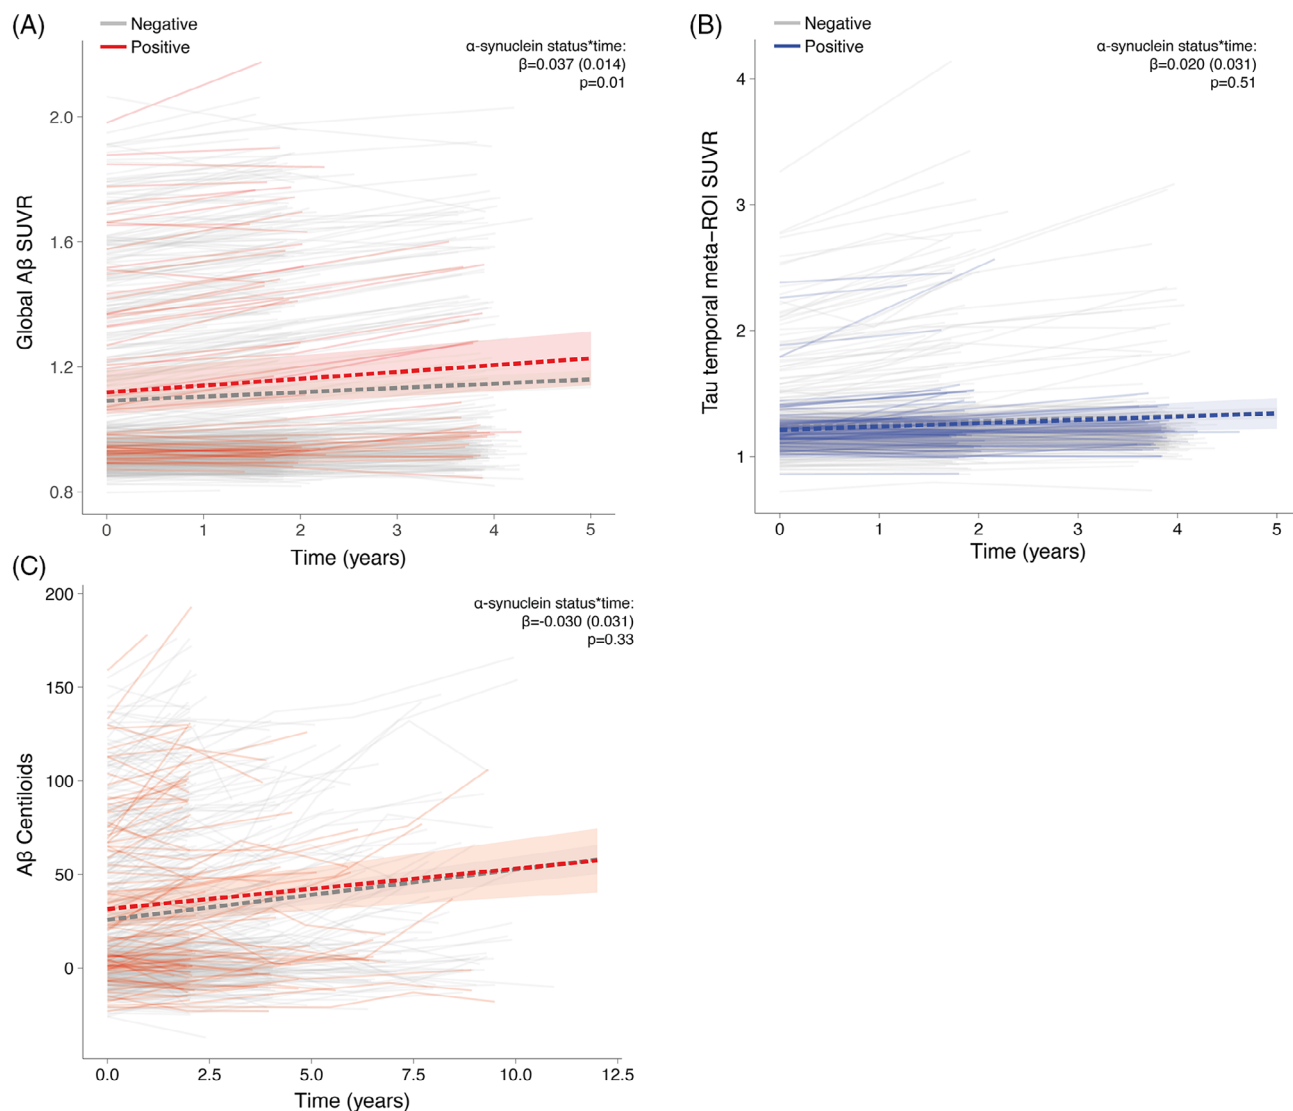 (A)
Negative
Positive
α-synuclein status*time:
β=0.037 (0.014)
p=0.01
Global Aβ SUVR
2.0
1.6
1.2
0.8
0 1 2 3 4 5
Time (years)
(B)
Negative
Positive
α-synuclein status*time:
β=0.020 (0.031)
p=0.51
Tau temporal meta−ROI SUVR
4
3
2
1
0 1 2 3 4 5
Time (years)
(C)
α-synuclein status*time:
β=-0.030 (0.031)
p=0.33
Aβ Centiloids
200
150
100
50
0
0.0 2.5 5.0 7.5 10.0 12.5
Time (years)